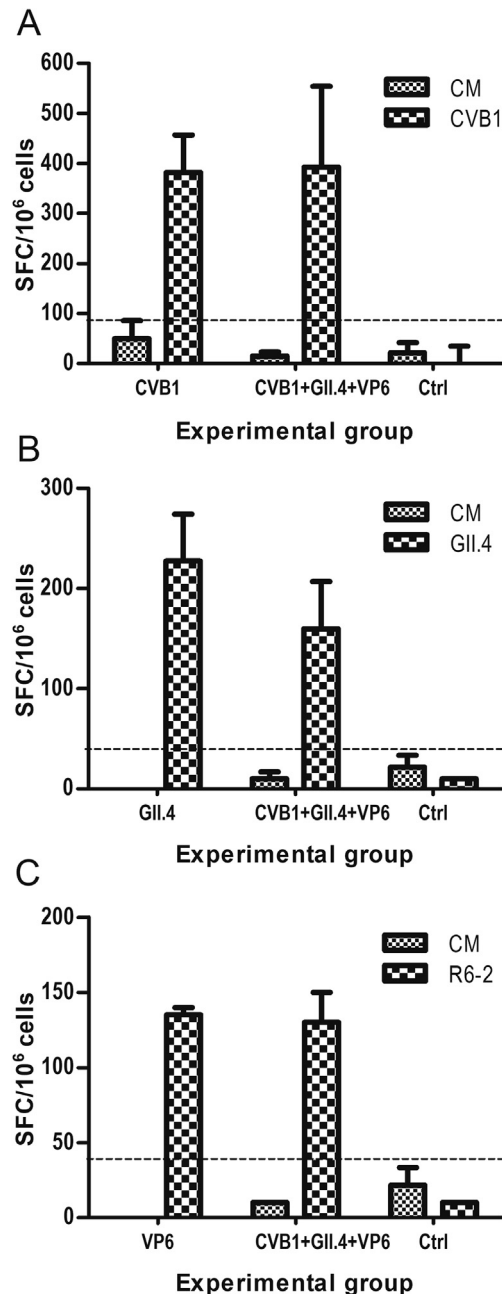 A
600
500
400
300
200
100
0
SFC/10⁶ cells
CM
CVB1
CVB1 CVB1+GII.4+VP6 Ctrl
Experimental group
B
300
200
100
0
SFC/10⁶ cells
CM
GII.4
GII.4 CVB1+GII.4+VP6 Ctrl
Experimental group
C
200
150
100
50
0
SFC/10⁶ cells
CM
R6-2
VP6 CVB1+GII.4+VP6 Ctrl
Experimental group